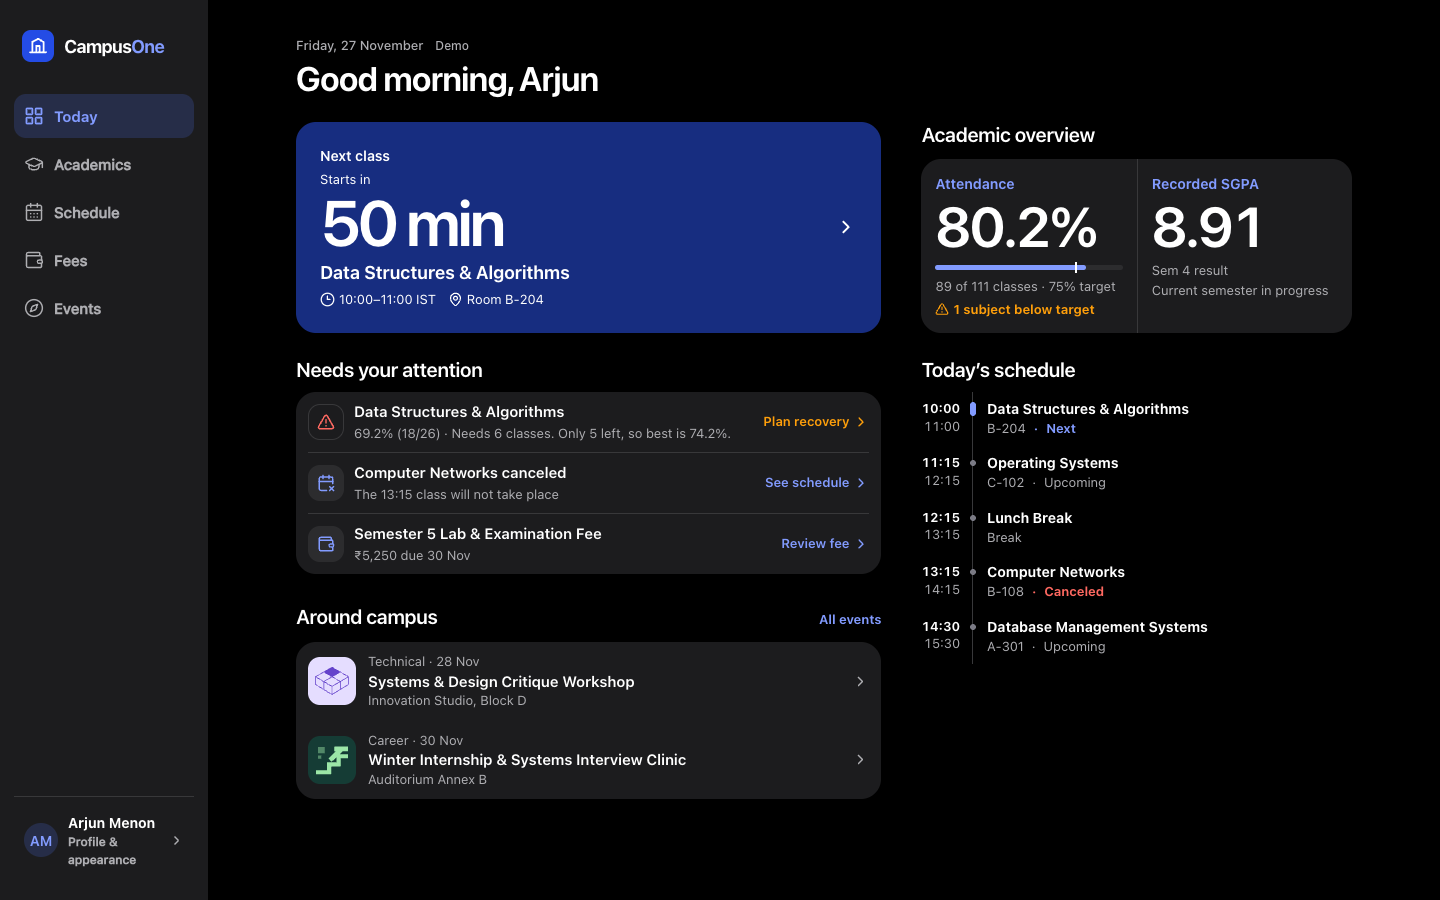 CampusOne
Today
Academics
Schedule
Fees
Events
AM
Arjun Menon
Profile &
appearance
Friday, 27 November Demo
Good morning, Arjun
Next class
Starts in
50 min
Data Structures & Algorithms
10:00–11:00 IST Room B-204
Academic overview
Attendance
80.2%
89 of 111 classes · 75% target
1 subject below target
Recorded SGPA
8.91
Sem 4 result
Current semester in progress
Needs your attention
Data Structures & Algorithms
69.2% (18/26) · Needs 6 classes. Only 5 left, so best is 74.2%.
Plan recovery
Computer Networks canceled
The 13:15 class will not take place
See schedule
Semester 5 Lab & Examination Fee
₹5,250 due 30 Nov
Review fee
Around campus
All events
Technical · 28 Nov
Systems & Design Critique Workshop
Innovation Studio, Block D
Career · 30 Nov
Winter Internship & Systems Interview Clinic
Auditorium Annex B
Today’s schedule
10:00 Data Structures & Algorithms
11:00 B-204 · Next
11:15 Operating Systems
12:15 C-102 · Upcoming
12:15 Lunch Break
13:15 Break
13:15 Computer Networks
14:15 B-108 · Canceled
14:30 Database Management Systems
15:30 A-301 · Upcoming